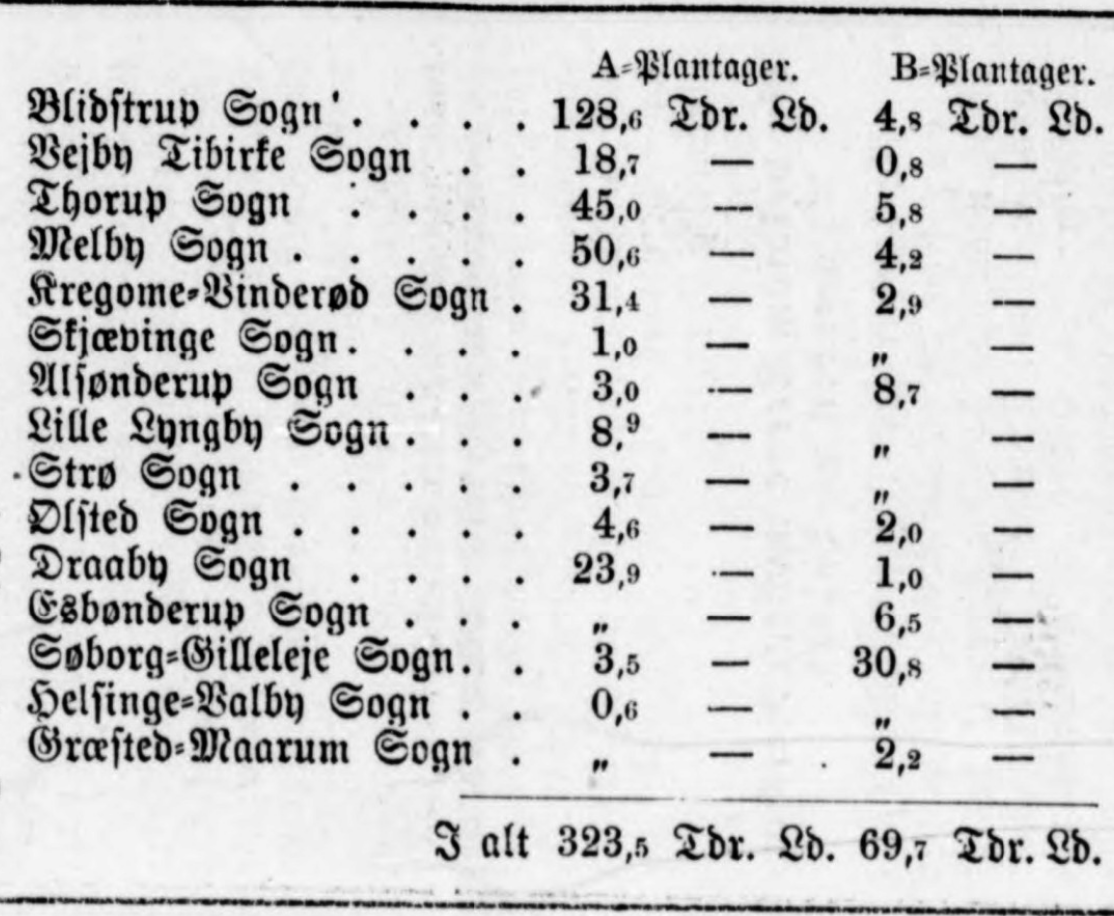 A-Plantager. B-Plantager.
Blidstrup Sogn . . . . 128,6 Tdr. Ld. 4,8 Tdr. Ld.
Vejby Tibirke Sogn . . 18,7 — 0,8 —
Thorup Sogn . . . . 45,0 — 5,8 —
Melby Sogn . . . . . 50,6 — 4,2 —
Kregome-Vinderød Sogn . 31,4 — 2,9 —
Skjævinge Sogn. . . . 1,0 — „ —
Alsønderup Sogn . . . 3,0 — 8,7 —
Lille Lyngby Sogn . . . 8,9 — „ —
Strø Sogn . . . . . 3,7 — „ —
Ølsted Sogn . . . . . 4,6 — 2,0 —
Draaby Sogn . . . . 23,9 — 1,0 —
Esbønderup Sogn . . . „ — 6,5 —
Søborg-Gilleleje Sogn. . 3,5 — 30,8 —
Helsinge-Valby Sogn . . 0,6 — „ —
Græsted-Maarum Sogn . „ — 2,2 —
I alt 323,5 Tdr. Ld. 69,7 Tdr. Ld.